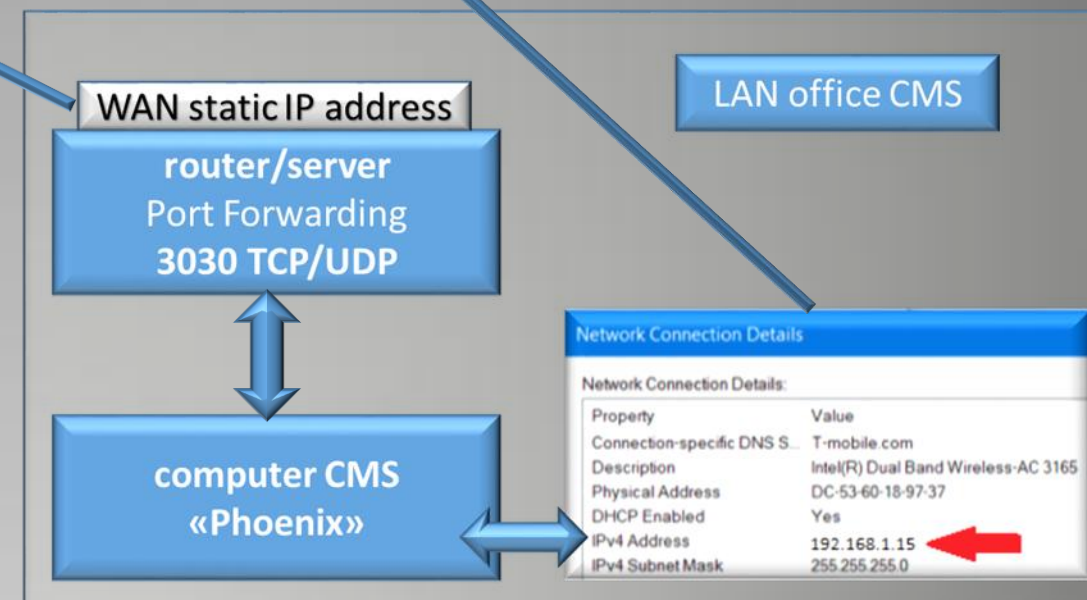 LAN office CMS
WAN static IP address
router/server
Port Forwarding
3030 TCP/UDP
computer CMS
«Phoenix»
Network Connection Details
Network Connection Details:
Property Value
Connection-specific DNS S... T-mobile.com
Description Intel(R) Dual Band Wireless-AC 3165
Physical Address DC-53-60-18-97-37
DHCP Enabled Yes
IPv4 Address 192.168.1.15
IPv4 Subnet Mask 255.255.255.0